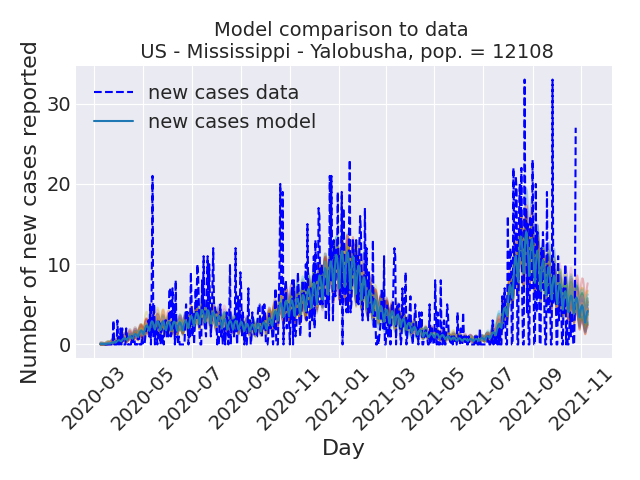 Model comparison to data
US - Mississippi - Yalobusha, pop. = 12108
Number of new cases reported
new cases data
new cases model
30
20
10
0
2020-03
2020-05
2020-07
2020-09
2020-11
2021-01
2021-03
2021-05
2021-07
2021-09
2021-11
Day